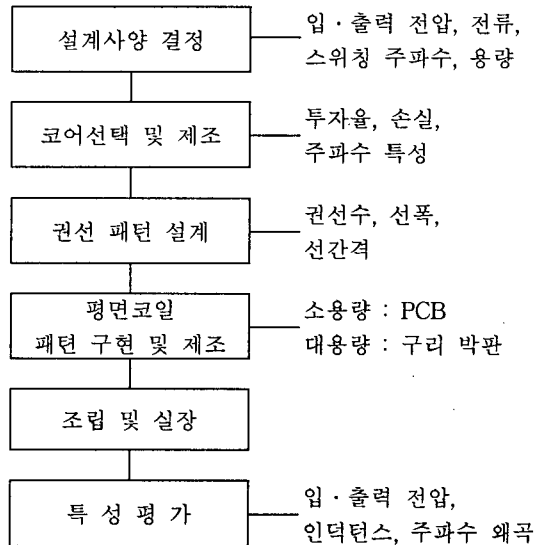 설계사양 결정
입·출력 전압, 전류,
스위칭 주파수, 용량
코어선택 및 제조
투자율, 손실,
주파수 특성
권선 패턴 설계
권선수, 선폭,
선간격
평면코일
패턴 구현 및 제조
소용량 : PCB
대용량 : 구리 박판
조립 및 실장
특 성 평 가
입·출력 전압,
인덕턴스, 주파수 왜곡